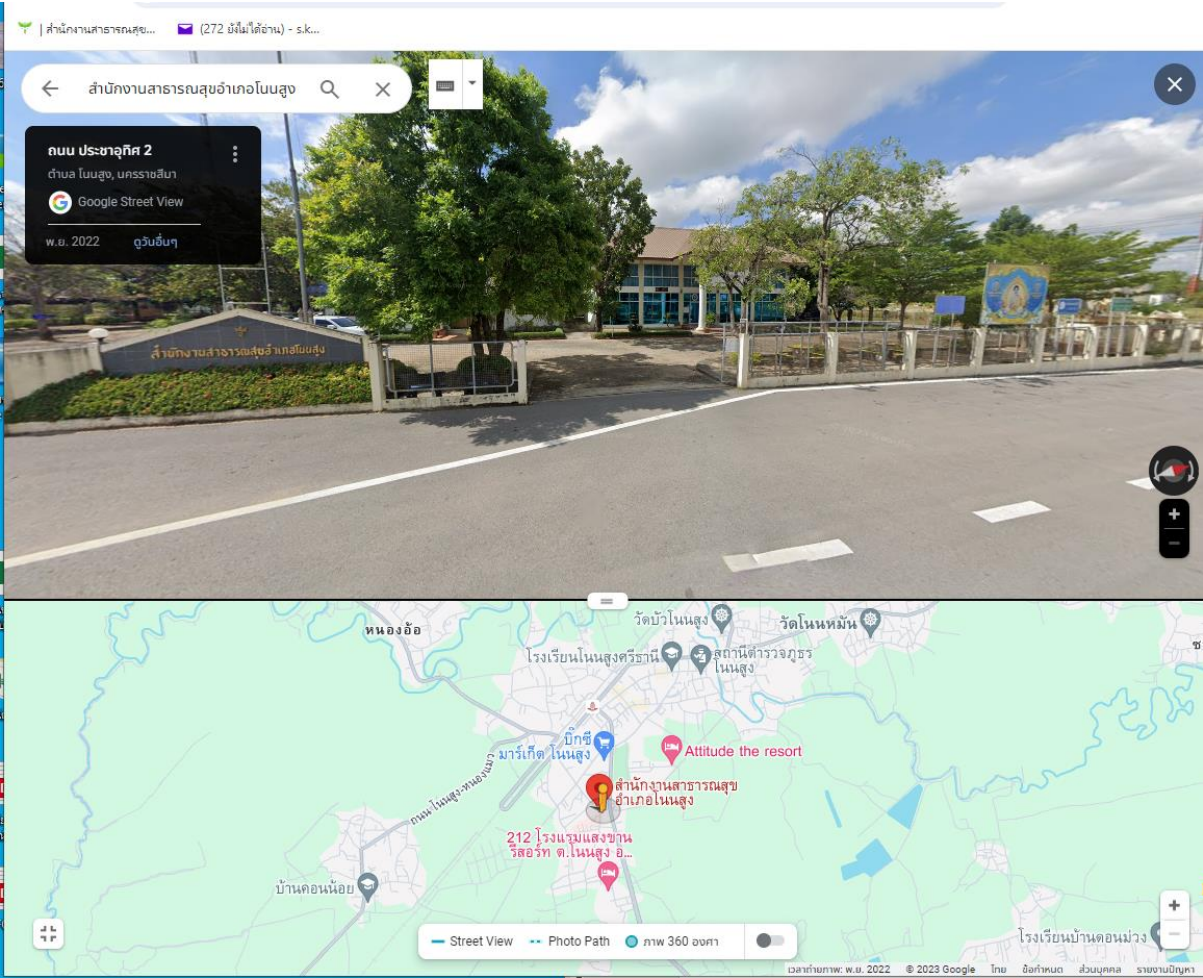 | สำนักงานสาธารณสุข...
(272 ยังไม่ได้อ่าน) - s.k...
สำนักงานสาธารณสุขอำเภอโนนสูง
ถนน ประชาอุทิศ 2
ตำบล โนนสูง, นครราชสีมา
Google Street View
พ.ย. 2022
ดูวันอื่นๆ
สำนักงานสาธารณสุขอำเภอโนนสูง
หนองอ้อ
วัดบัวโนนสูง
วัดโนนหมัน
โรงเรียนโนนสูงศรีธานี
สถานีตำรวจภูธร
โนนสูง
บิ๊กซี
มาร์เก็ต โนนสูง
Attitude the resort
ถนนโนนสูง-หนองแมว
สำนักงานสาธารณสุข
อำเภอโนนสูง
212 โรงแรมแสงขาน
รีสอร์ท ต.โนนสูง อ...
บ้านดอนน้อย
โรงเรียนบ้านดอนม่วง
Street View
Photo Path
ภาพ 360 องศา
เวลาถ่ายภาพ: พ.ย. 2022
© 2023 Google
ไทย
ข้อกำหนด
ส่วนบุคคล
รายงานปัญหา